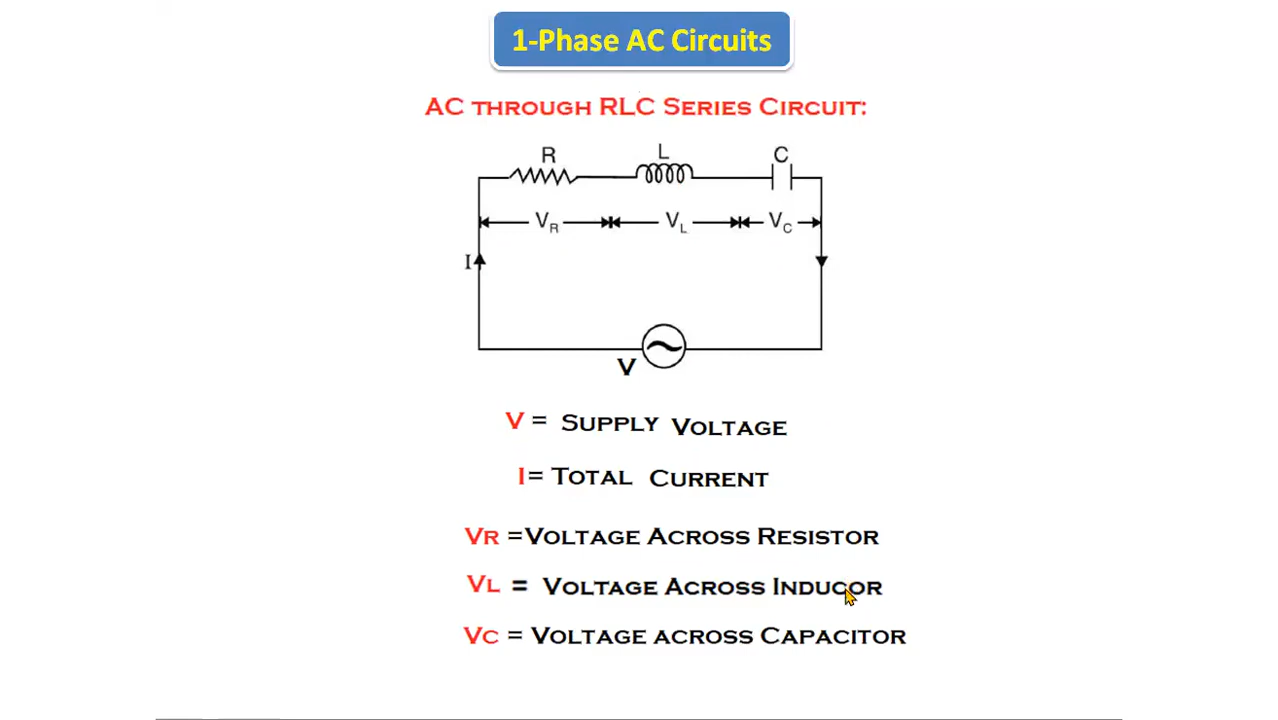 1-Phase AC Circuits
AC through RLC Series Circuit:
R L C
VR VL VC
I
V
V = Supply Voltage
I= Total Current
VR =Voltage Across Resistor
VL = Voltage Across Inducor
VC = Voltage across Capacitor